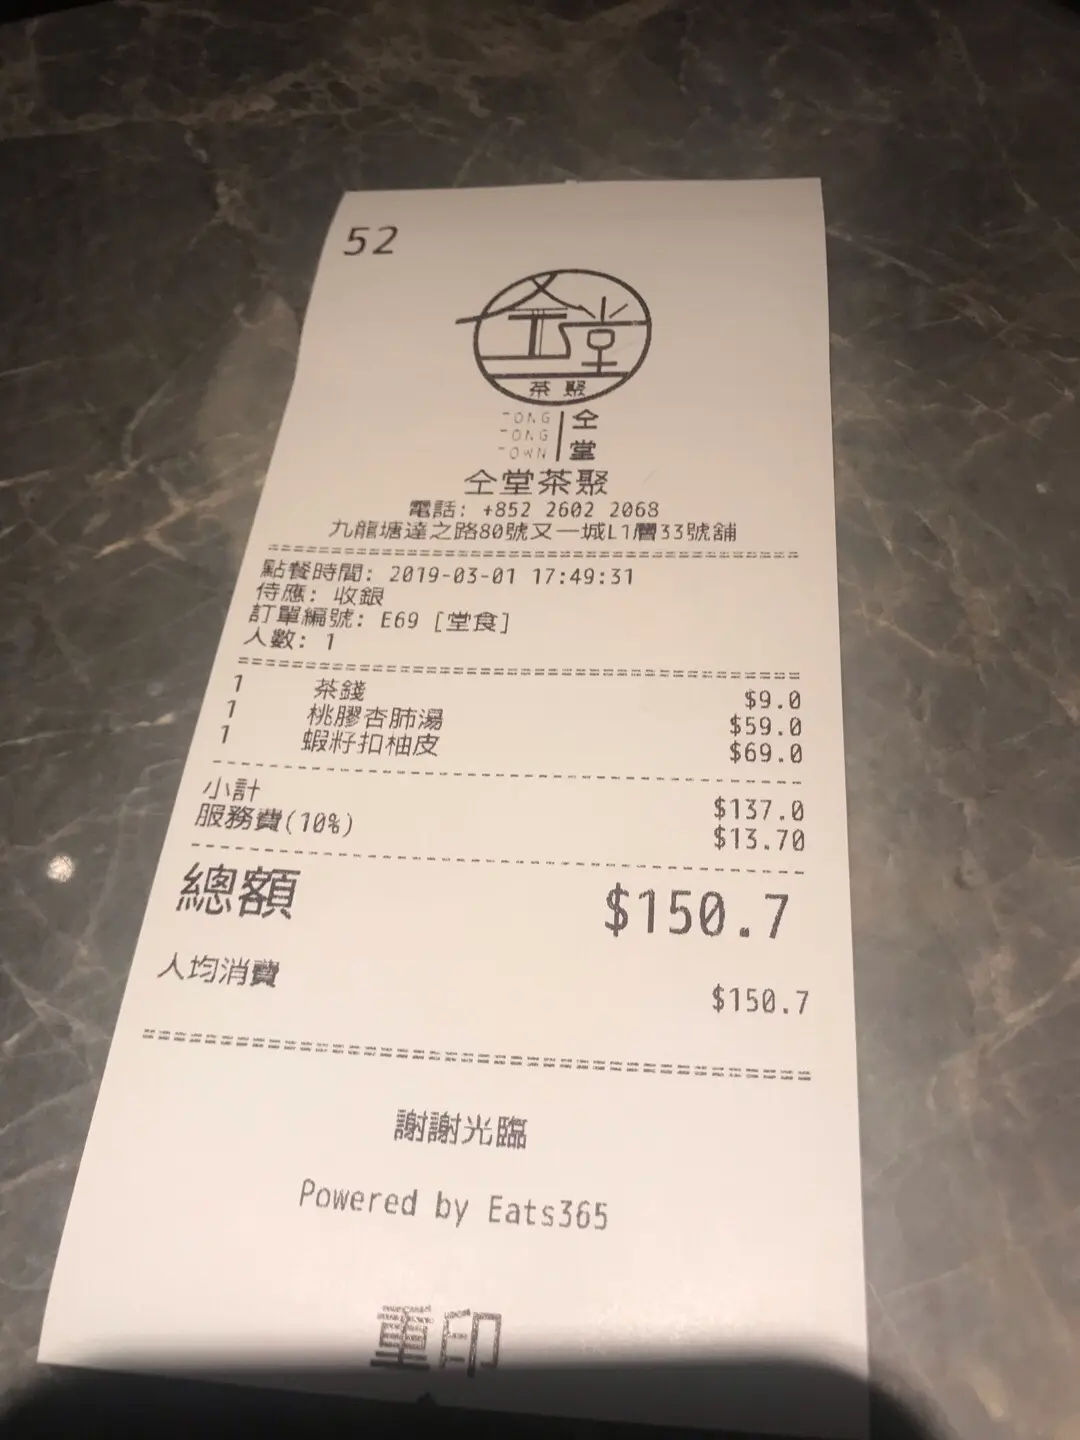 52
仝堂
茶聚
TONG
TONG
TOWN
仝
堂
仝堂茶聚
電話: +852 2602 2068
九龍塘達之路80號又一城L1層33號舖
點餐時間: 2019-03-01 17:49:31
侍應: 收銀
訂單編號: E69 [堂食]
人數: 1
1 茶錢 $9.0
1 桃膠杏肺湯 $59.0
1 蝦籽扣柚皮 $69.0
小計 $137.0
服務費(10%) $13.70
總額 $150.7
人均消費 $150.7
謝謝光臨
Powered by Eats365
重印